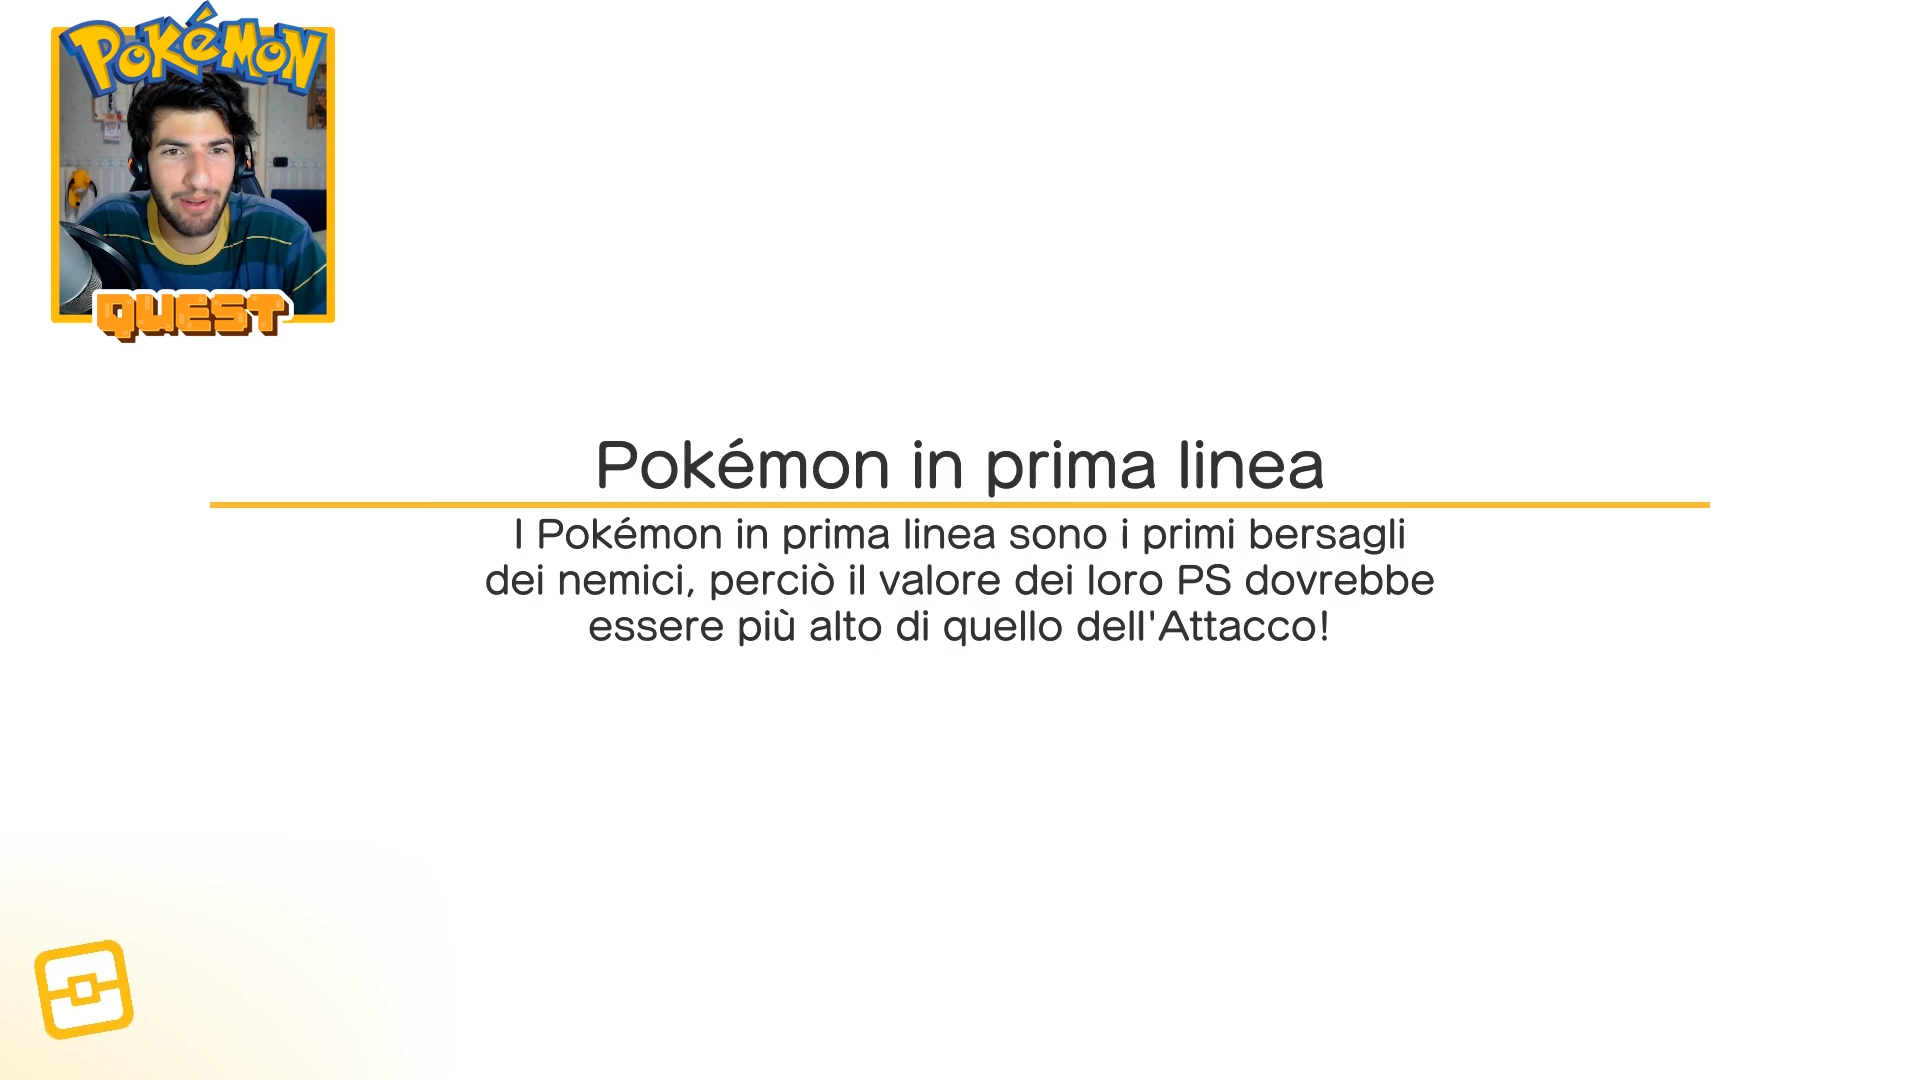 POKéMON
QUEST
Pokémon in prima linea
I Pokémon in prima linea sono i primi bersagli
dei nemici, perciò il valore dei loro PS dovrebbe
essere più alto di quello dell'Attacco!